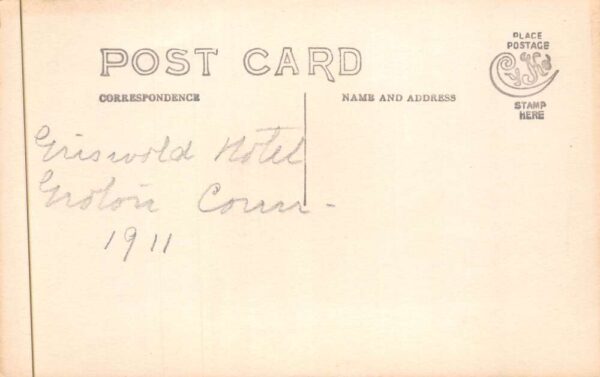 POST CARD
CORRESPONDENCE
NAME AND ADDRESS
PLACE
POSTAGE
STAMP
HERE
Griswold Hotel
Groton Conn -
1911